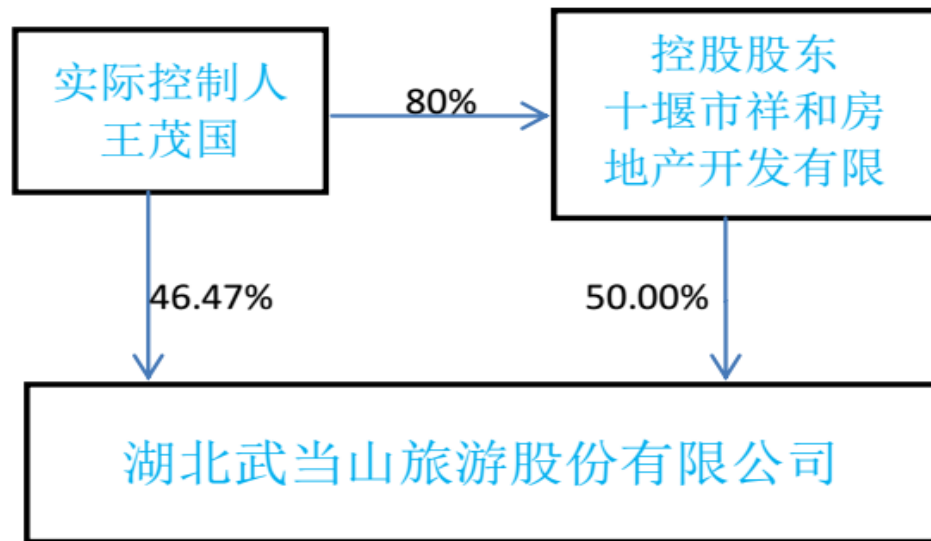 实际控制人
王茂国
80%
控股股东
十堰市祥和房
地产开发有限
46.47%
50.00%
湖北武当山旅游股份有限公司